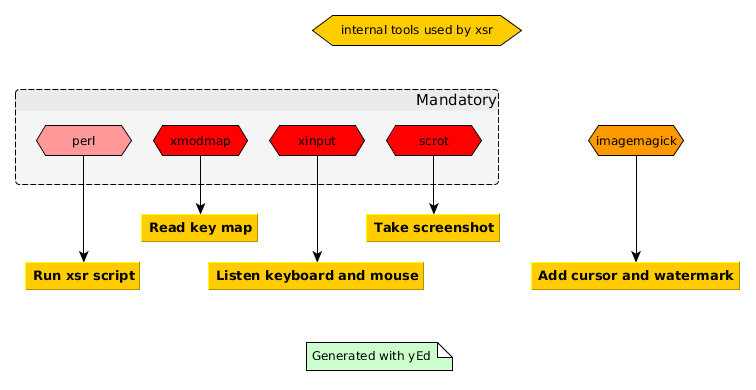 internal tools used by xsr
Mandatory
perl
xmodmap
xinput
scrot
imagemagick
Read key map
Take screenshot
Run xsr script
Listen keyboard and mouse
Add cursor and watermark
Generated with yEd